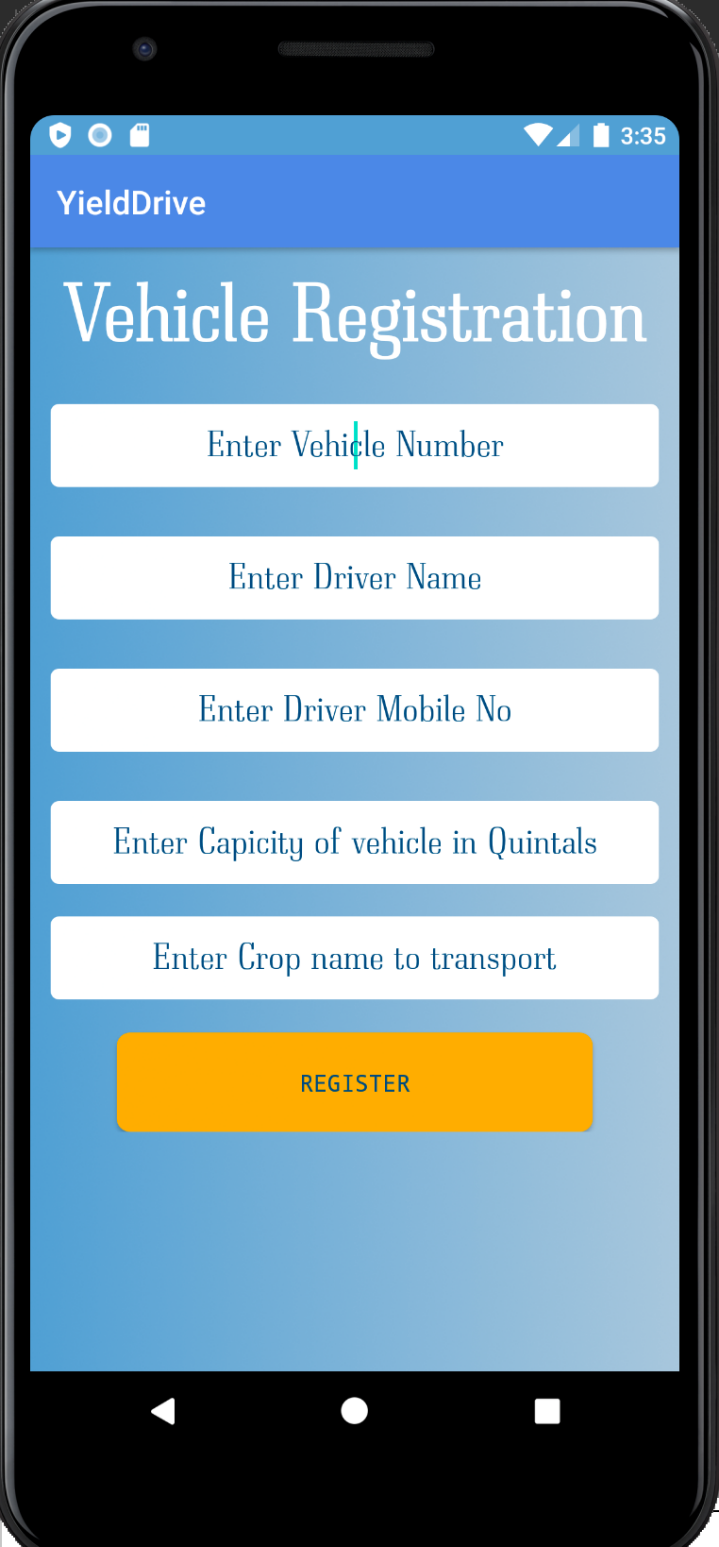 3:35
YieldDrive
Vehicle Registration
Enter Vehicle Number
Enter Driver Name
Enter Driver Mobile No
Enter Capicity of vehicle in Quintals
Enter Crop name to transport
REGISTER